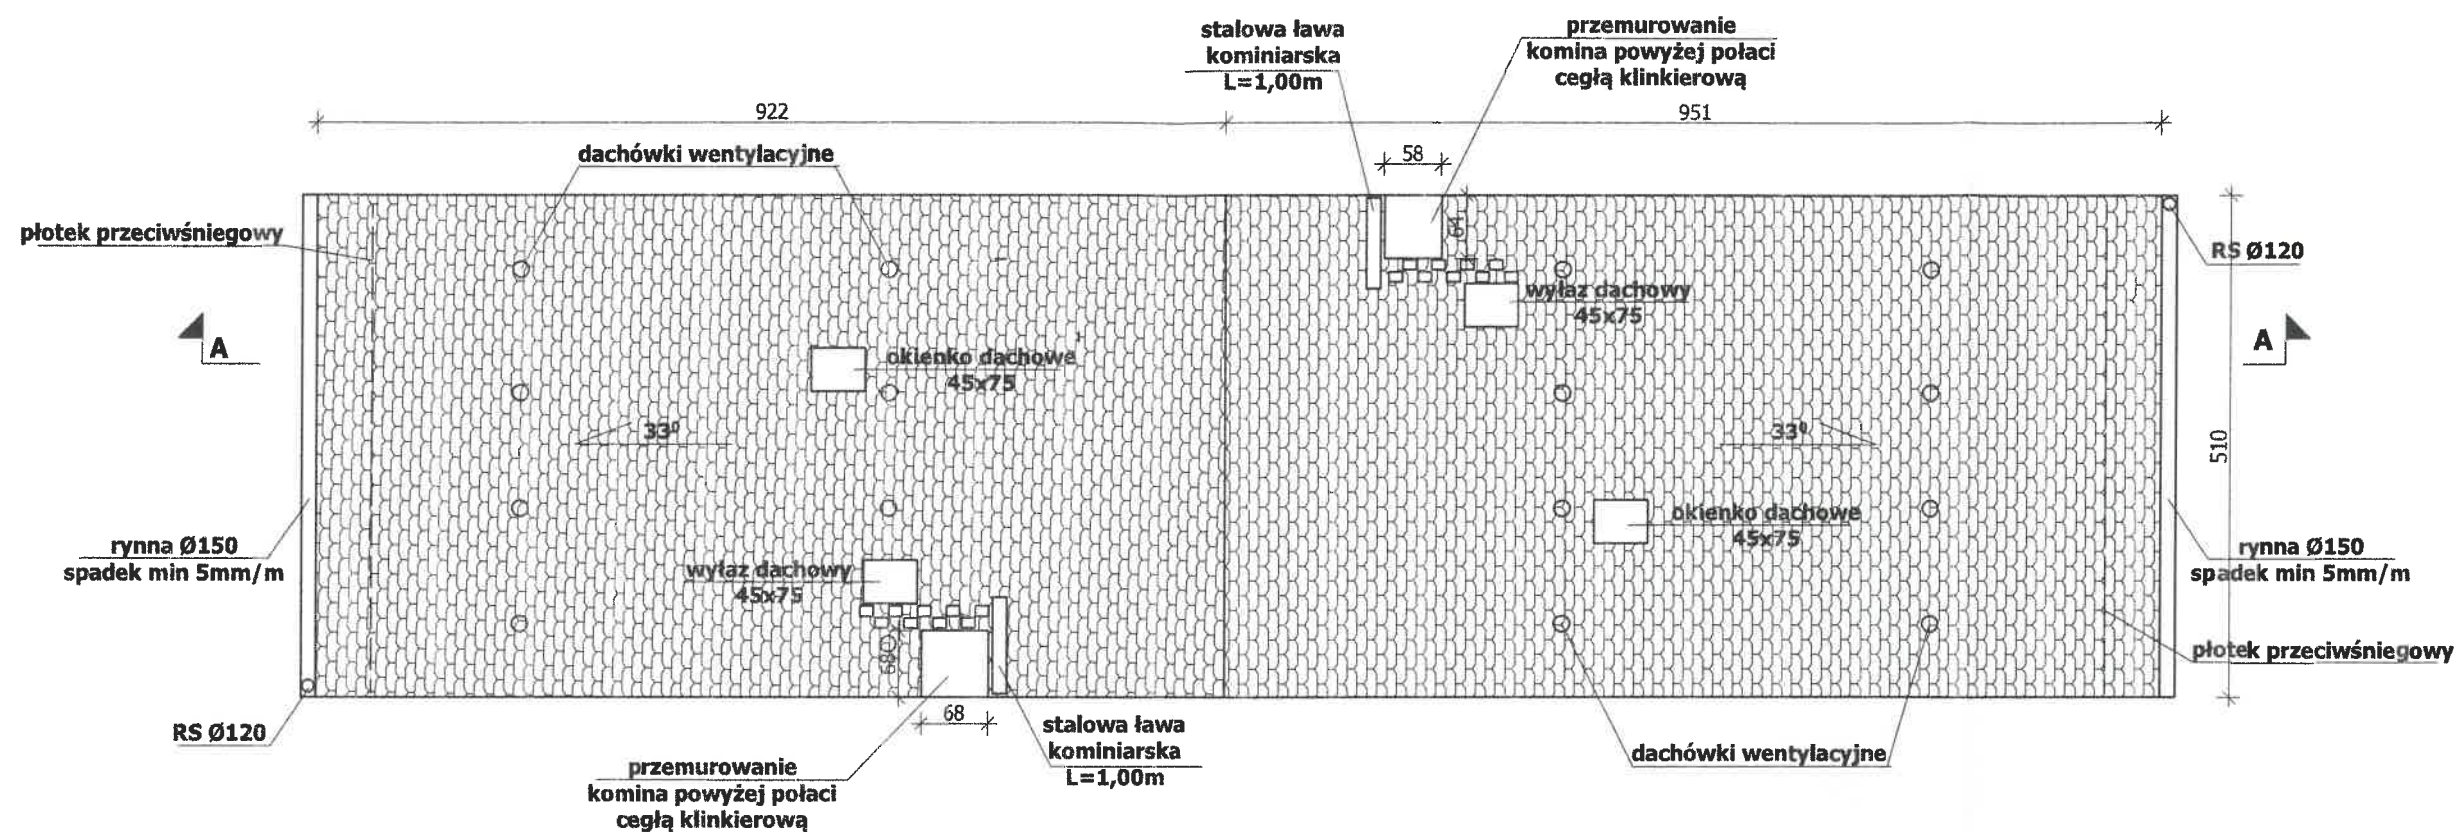 stalowa ława
kominiarska
L=1,00m
przemurowanie
komina powyżej połaci
cegłą klinkierową
922
951
58
dachówki wentylacyjne
płotek przeciwśniegowy
RS Ø120
wyłaz dachowy
45x75
A
A
okienko dachowe
45x75
33⁰
33⁰
510
okienko dachowe
45x75
rynna Ø150
spadek min 5mm/m
rynna Ø150
spadek min 5mm/m
wyłaz dachowy
45x75
płotek przeciwśniegowy
68
RS Ø120
stalowa ława
kominiarska
L=1,00m
dachówki wentylacyjne
przemurowanie
komina powyżej połaci
cegłą klinkierową